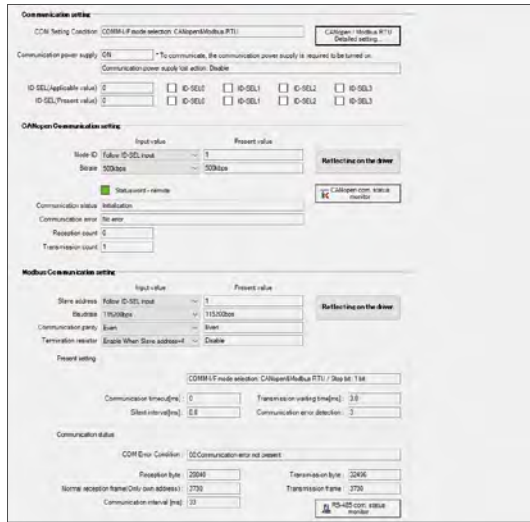 Communication setting
COM Setting Condition COMM-I/F mode selection: CANopen&Modbus RTU
CANopen / Modbus RTU
Detailed setting...
Communication power supply ON * To communicate, the communication power supply is required to be turned on.
Communication power supply lost action: Disable
ID-SEL(Applicable value) 0 ID-SEL0 ID-SEL1 ID-SEL2 ID-SEL3
ID-SEL(Present value) 0 ID-SEL0 ID-SEL1 ID-SEL2 ID-SEL3
CANopen Communication setting
Input value Present value
Node ID Follow ID-SEL input 1
Bitrate 500kbps 500kbps
Reflecting on the driver
Statusword - remote
CANopen com. status
monitor
Communication status Initialization
Communication error No error
Reception count 0
Transmission count 1
Modbus Communication setting
Input value Present value
Slave address Follow ID-SEL input 1
Baudrate 115200bps 115200bps
Reflecting on the driver
Communication parity Even Even
Termination resistor Enable When Slave address= Disable
Present setting
COMM-I/F mode selection: CANopen&Modbus RTU / Stop bit: 1 bit
Communication timeout[ms] : 0 Transmission waiting time[ms] : 3.0
Silent interval[ms] : 0.0 Communication error detection : 3
Communication status
COM Error Condition : 00:Communication error not present
Reception byte : Transmission byte :
Normal reception frame(Only own address) : 3730 Transmission frame : 3730
Communication interval [ms] : 33
RS-485 com. status
monitor